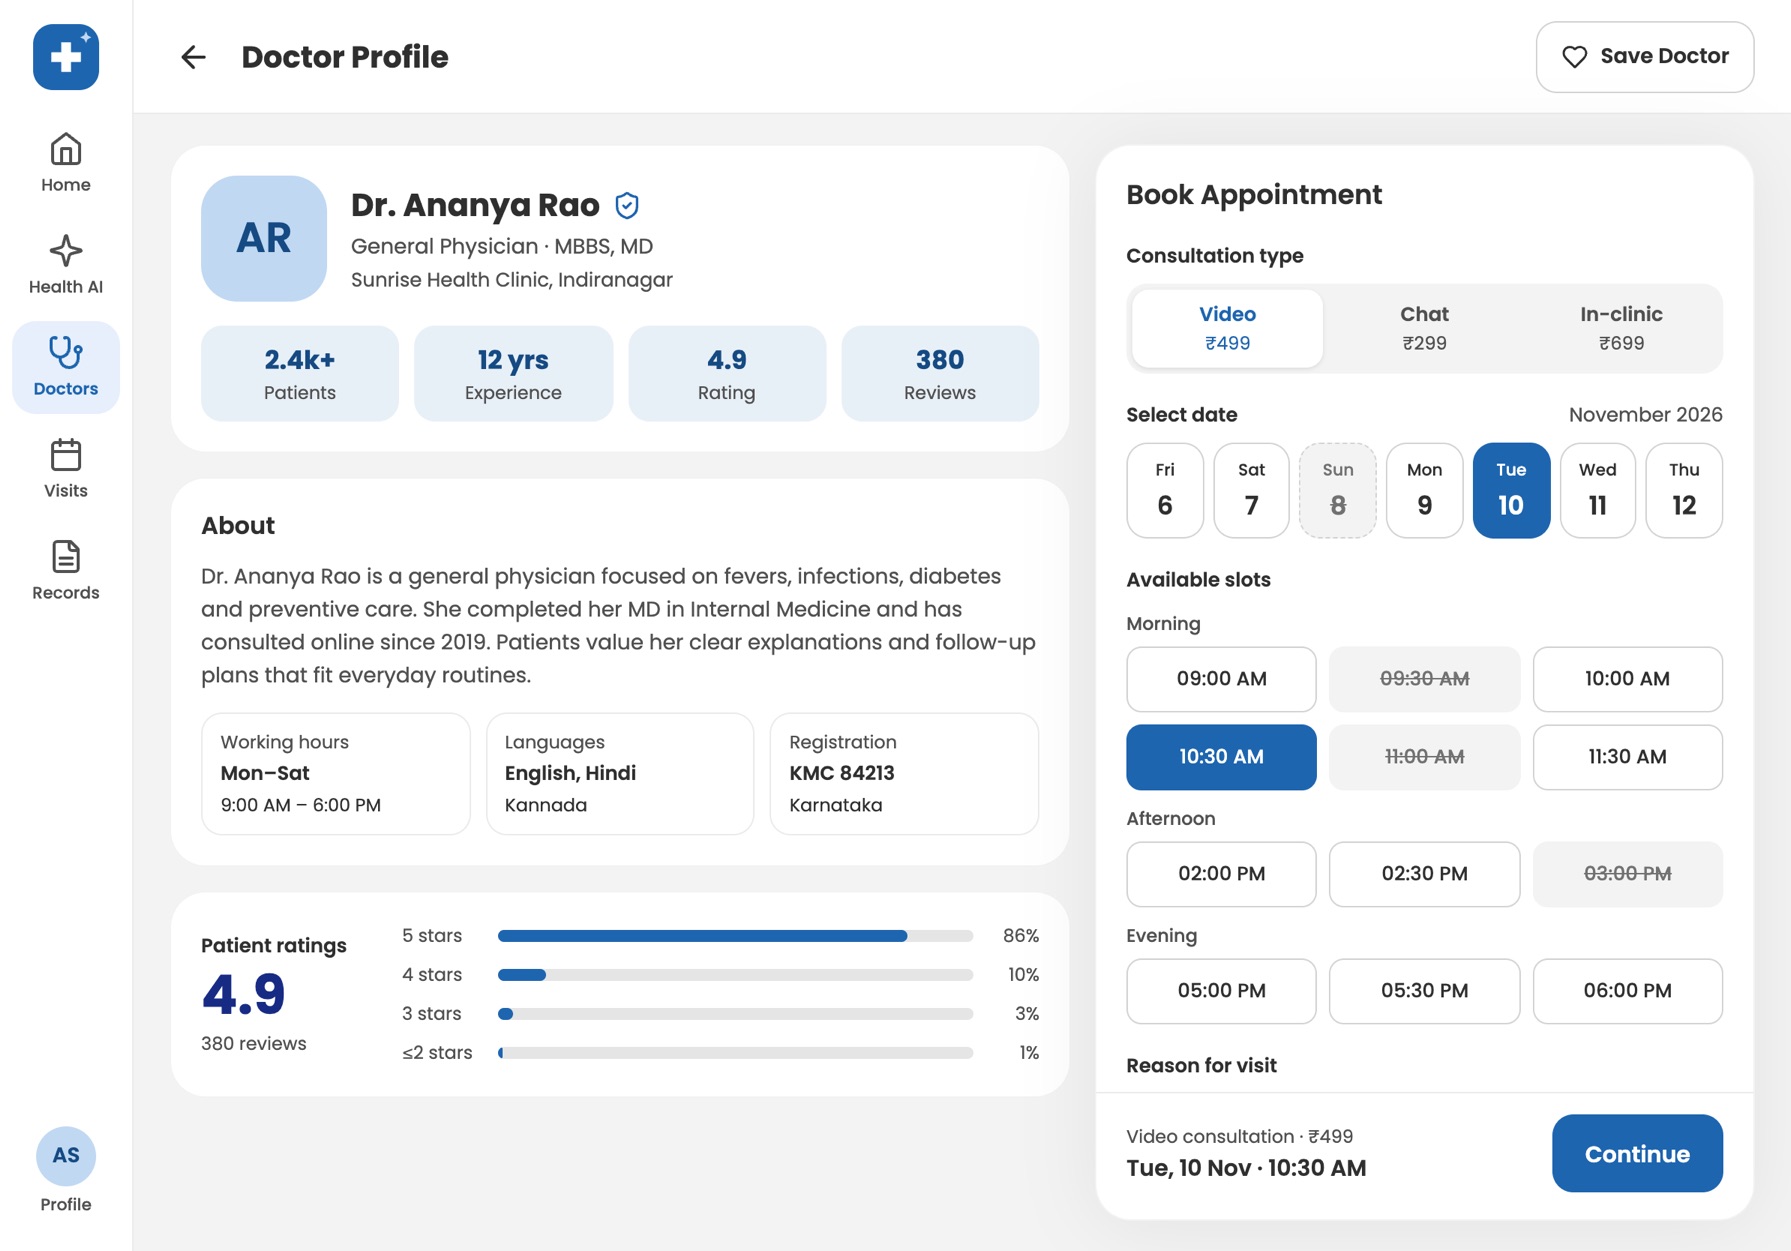 Doctor Profile
Save Doctor
Home
Health AI
Doctors
Visits
Records
AS
Profile
AR
Dr. Ananya Rao
General Physician · MBBS, MD
Sunrise Health Clinic, Indiranagar
2.4k+
Patients
12 yrs
Experience
4.9
Rating
380
Reviews
About
Dr. Ananya Rao is a general physician focused on fevers, infections, diabetes
and preventive care. She completed her MD in Internal Medicine and has
consulted online since 2019. Patients value her clear explanations and follow-up
plans that fit everyday routines.
Working hours
Mon–Sat
9:00 AM – 6:00 PM
Languages
English, Hindi
Kannada
Registration
KMC 84213
Karnataka
Patient ratings
4.9
380 reviews
5 stars 86%
4 stars 10%
3 stars 3%
≤2 stars 1%
Book Appointment
Consultation type
Video
₹499
Chat
₹299
In-clinic
₹699
Select date November 2026
Fri
6
Sat
7
Sun
8
Mon
9
Tue
10
Wed
11
Thu
12
Available slots
Morning
09:00 AM 09:30 AM 10:00 AM
10:30 AM 11:00 AM 11:30 AM
Afternoon
02:00 PM 02:30 PM 03:00 PM
Evening
05:00 PM 05:30 PM 06:00 PM
Reason for visit
Video consultation · ₹499
Tue, 10 Nov · 10:30 AM
Continue